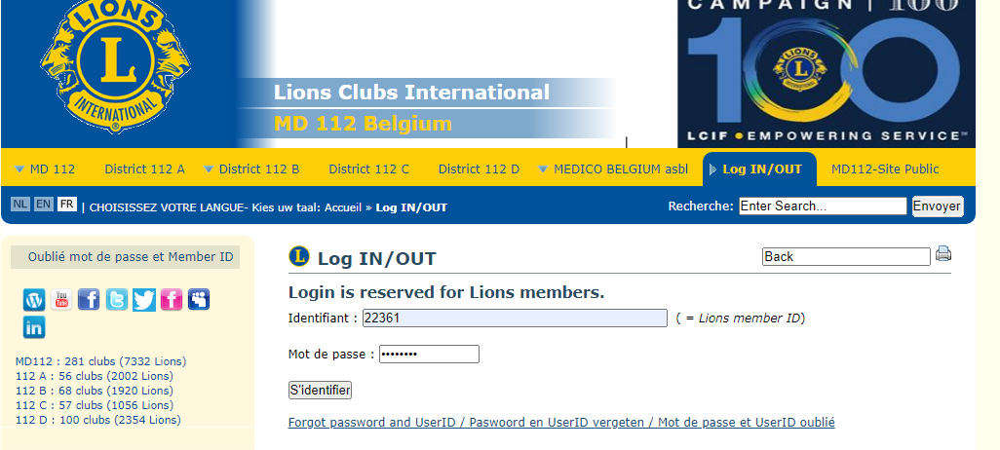 LIONS
L
INTERNATIONAL
CAMPAIGN | 100
100
LCIF • EMPOWERING SERVICE℠
Lions Clubs International
MD 112 Belgium
MD 112 District 112 A District 112 B District 112 C District 112 D MEDICO BELGIUM asbl Log IN/OUT MD112-Site Public
NL EN FR | CHOISISSEZ VOTRE LANGUE- Kies uw taal: Accueil » Log IN/OUT Recherche: Enter Search... Envoyer
Oublié mot de passe et Member ID
MD112 : 281 clubs (7332 Lions)
112 A : 56 clubs (2002 Lions)
112 B : 68 clubs (1920 Lions)
112 C : 57 clubs (1056 Lions)
112 D : 100 clubs (2354 Lions)
L Log IN/OUT Back
Login is reserved for Lions members.
Identifiant : 22361 ( = Lions member ID)
Mot de passe : ••••••••
S'identifier
Forgot password and UserID / Paswoord en UserID vergeten / Mot de passe et UserID oublié